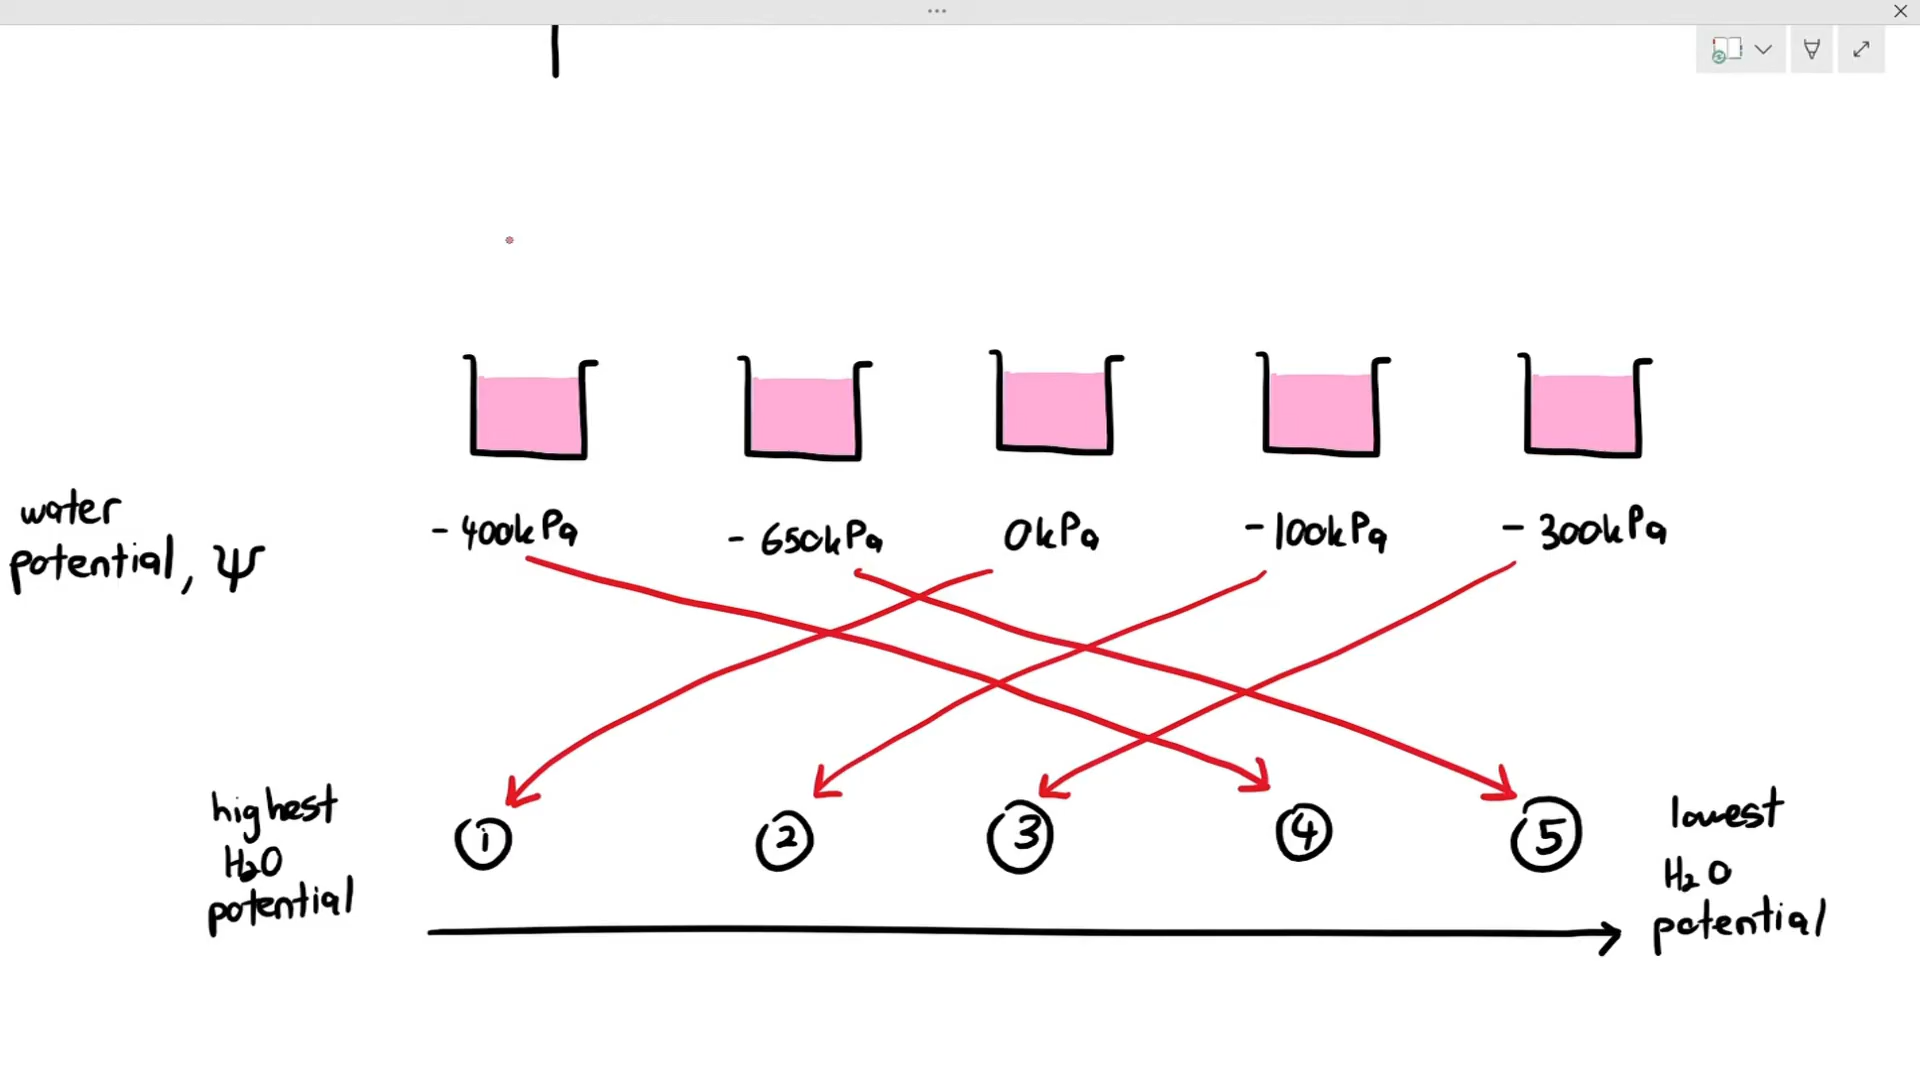 water
potential, Ψ
- 400kPa
- 650kPa
0kPa
- 100kPa
- 300kPa
highest
H₂O
potential
1
2
3
4
5
lowest
H₂O
potential